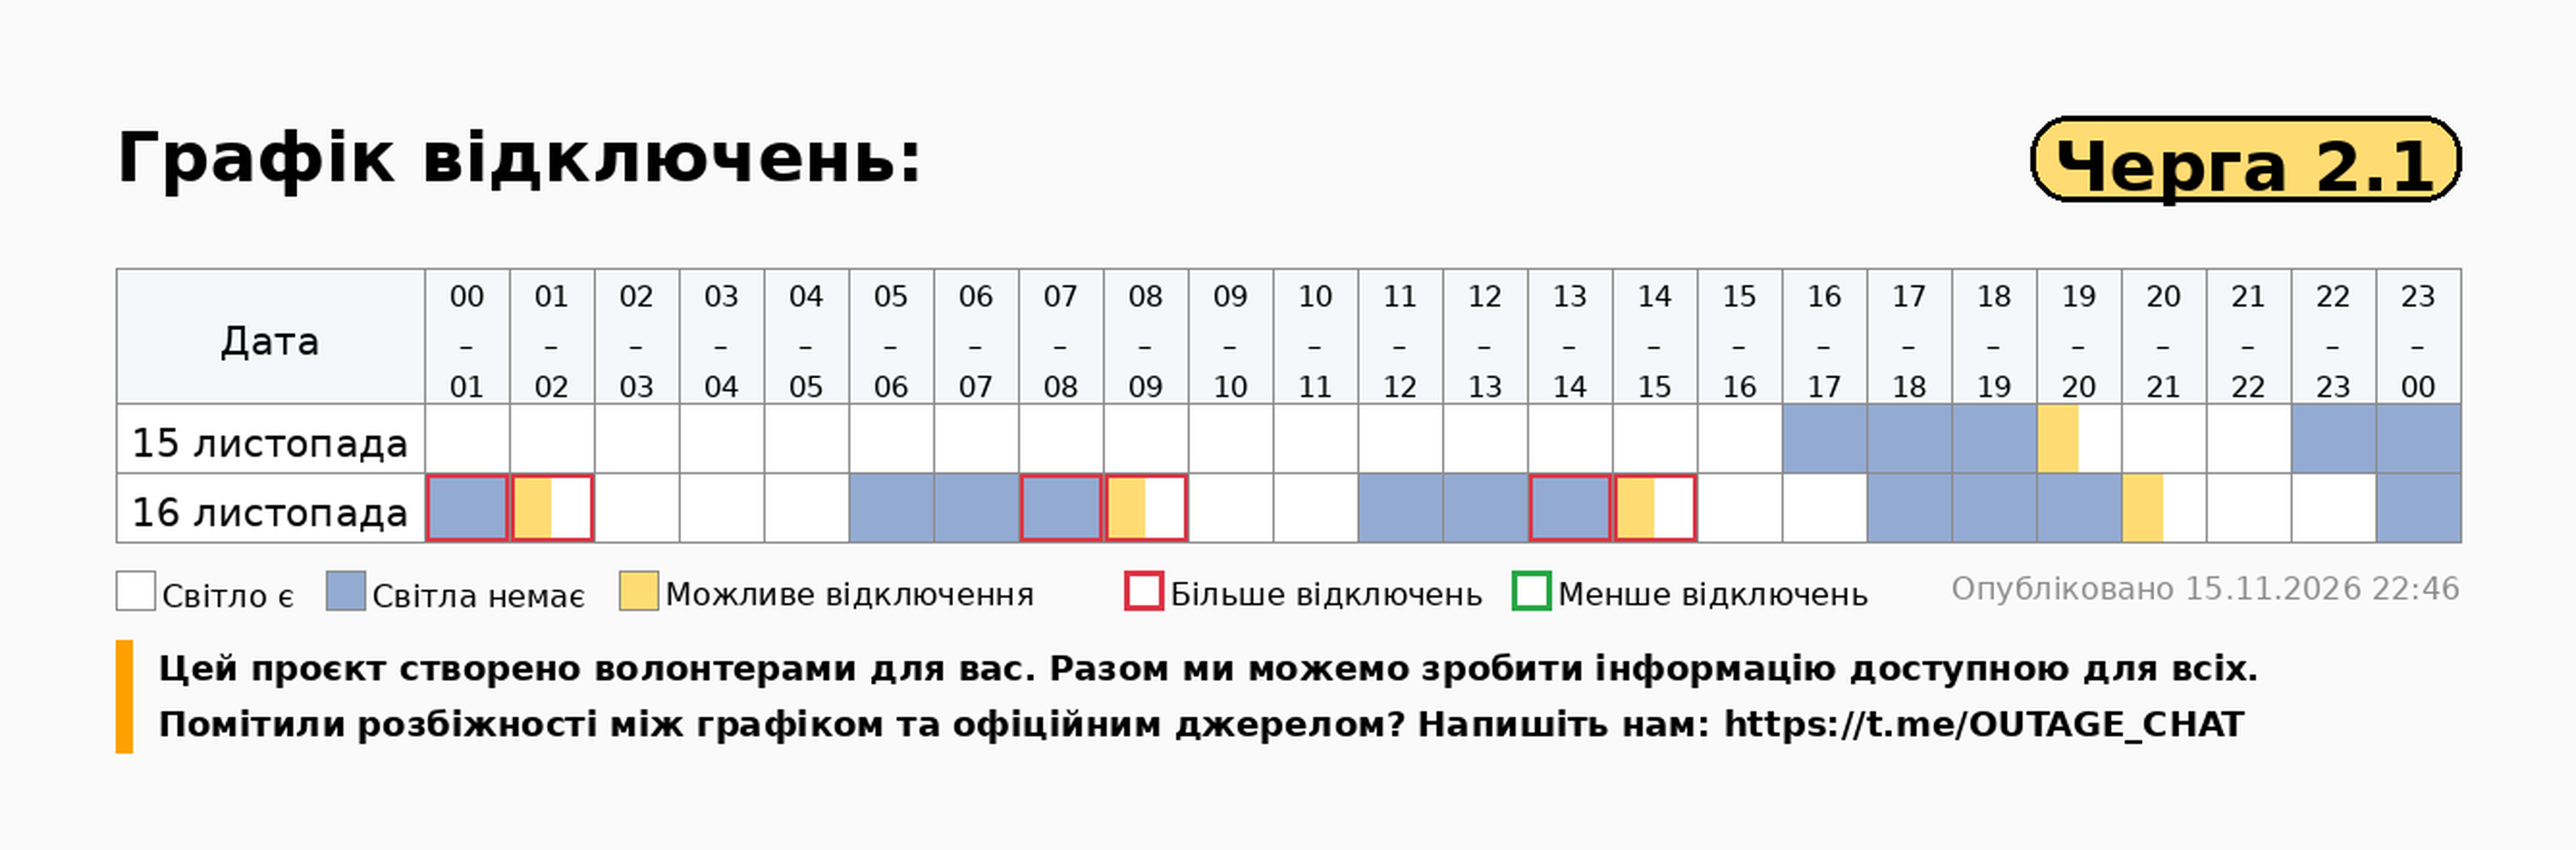 Графік відключень:
Черга 2.1
Дата 00 – 01 01 – 02 02 – 03 03 – 04 04 – 05 05 – 06 06 – 07 07 – 08 08 – 09 09 – 10 10 – 11 11 – 12 12 – 13 13 – 14 14 – 15 15 – 16 16 – 17 17 – 18 18 – 19 19 – 20 20 – 21 21 – 22 22 – 23 23 – 00
15 листопада
16 листопада
Світло є Світла немає Можливе відключення Більше відключень Менше відключень Опубліковано 15.11.2026 22:46
Цей проєкт створено волонтерами для вас. Разом ми можемо зробити інформацію доступною для всіх.
Помітили розбіжності між графіком та офіційним джерелом? Напишіть нам: https://t.me/OUTAGE_CHAT